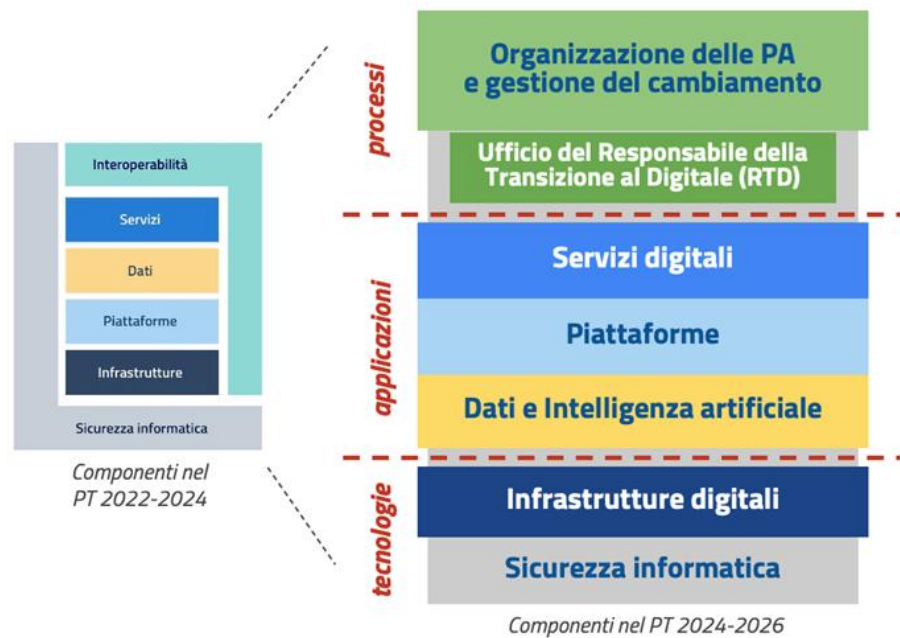 Interoperabilità
Servizi
Dati
Piattaforme
Infrastrutture
Sicurezza informatica
Componenti nel
PT 2022-2024
processi
Organizzazione delle PA
e gestione del cambiamento
Ufficio del Responsabile della
Transizione al Digitale (RTD)
applicazioni
Servizi digitali
Piattaforme
Dati e Intelligenza artificiale
tecnologie
Infrastrutture digitali
Sicurezza informatica
Componenti nel PT 2024-2026